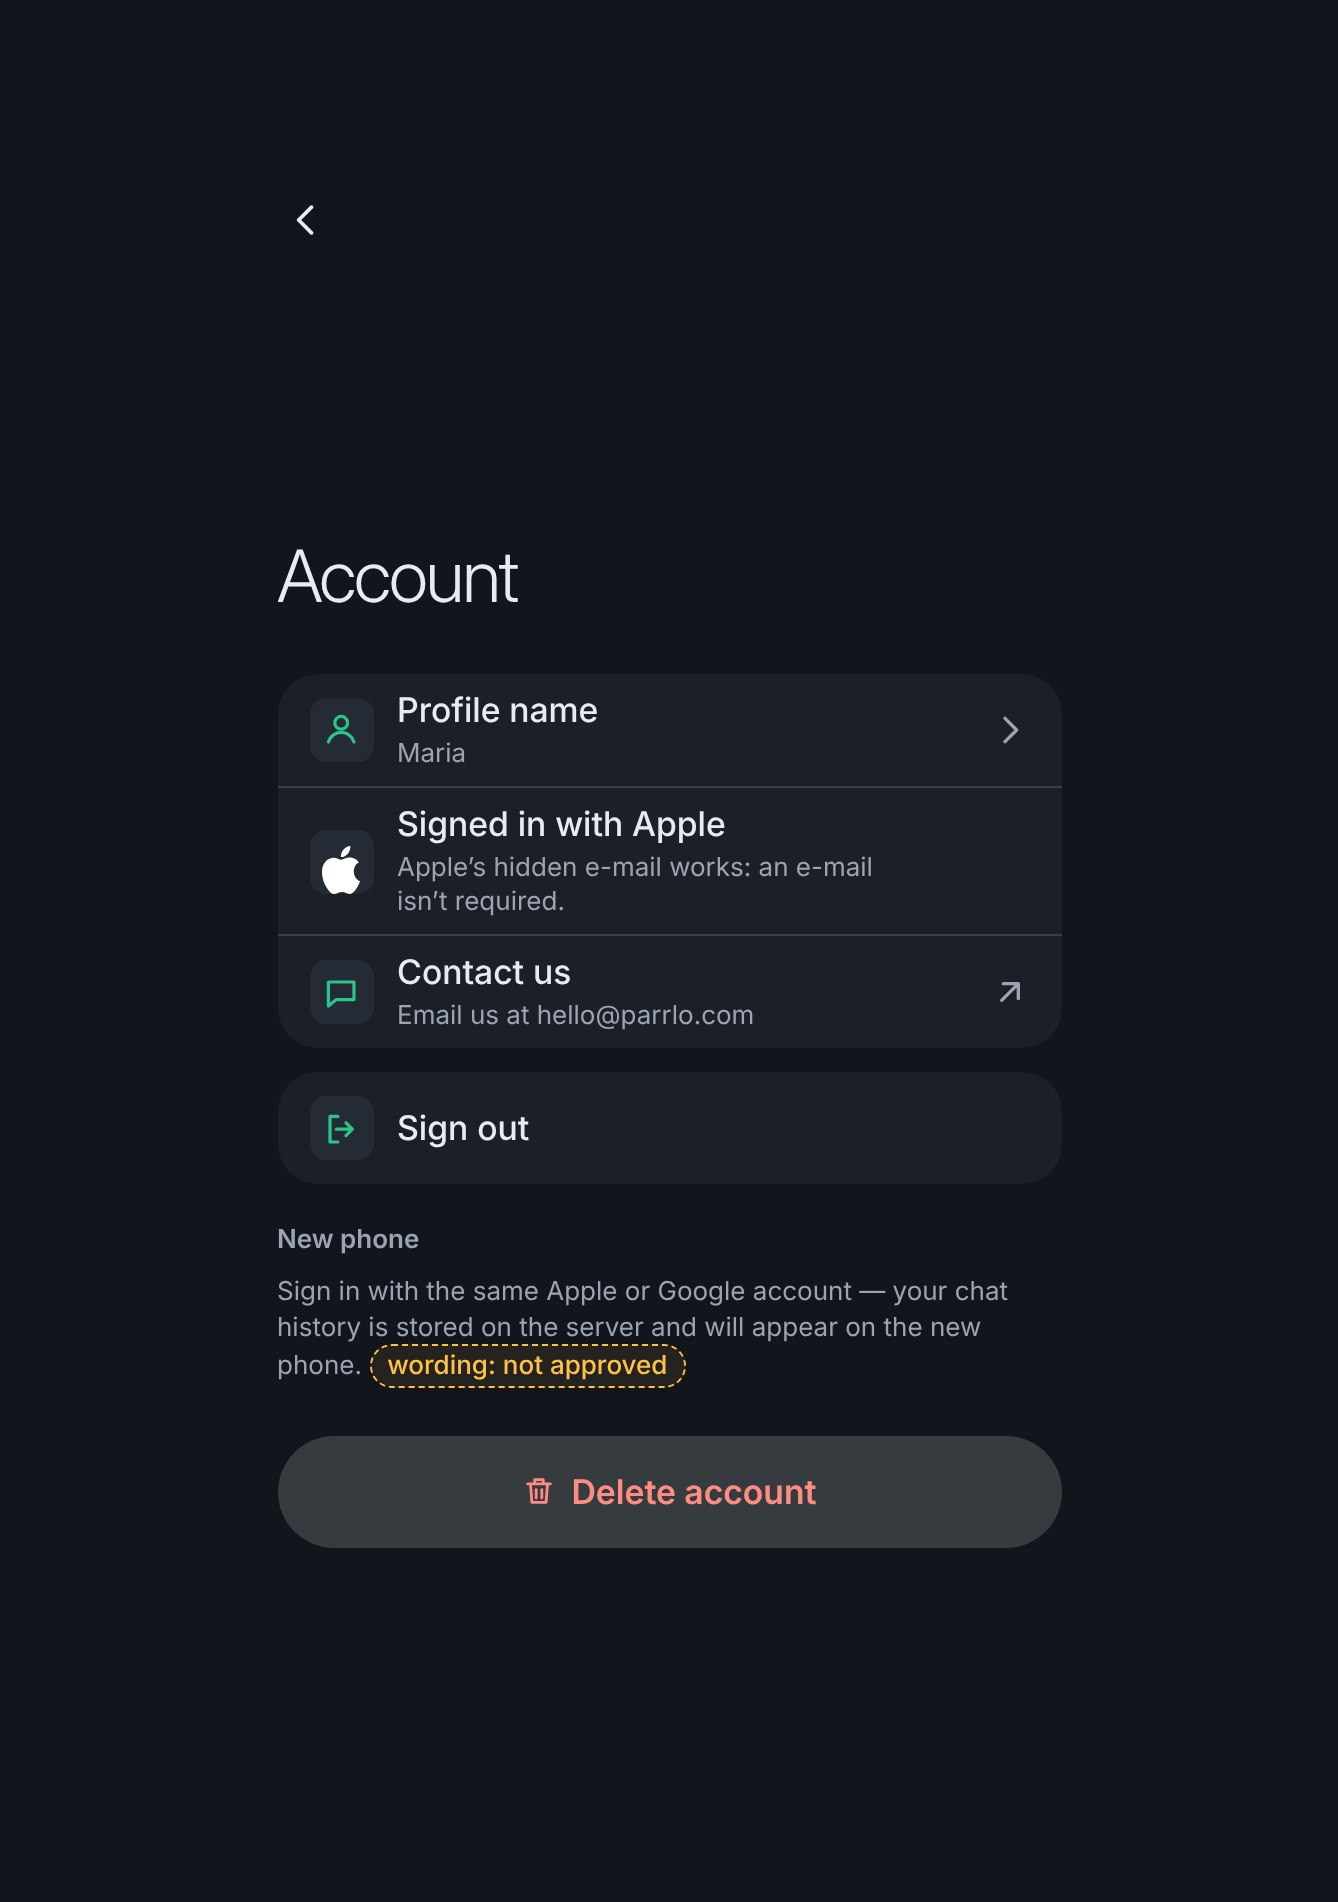 Account
Profile name
Maria
Signed in with Apple
Apple’s hidden e-mail works: an e-mail
isn’t required.
Contact us
Email us at hello@parrlo.com
Sign out
New phone
Sign in with the same Apple or Google account — your chat
history is stored on the server and will appear on the new
phone. wording: not approved
Delete account